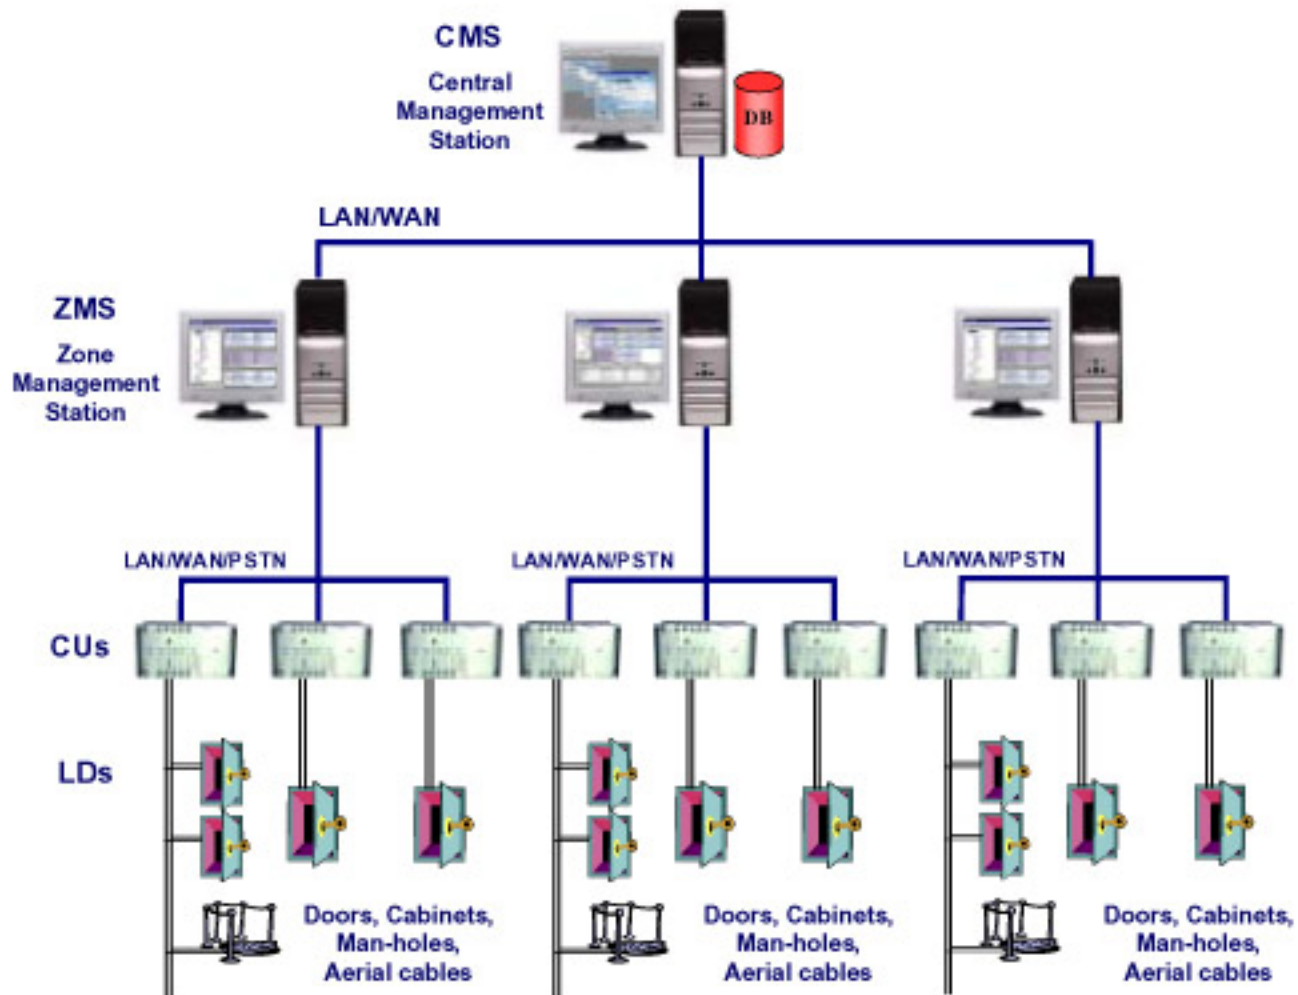 CMS
Central
Management
Station
DB
LAN/WAN
ZMS
Zone
Management
Station
LAN/WAN/PSTN
LAN/WAN/PSTN
LAN/WAN/PSTN
CUs
LDs
Doors, Cabinets,
Man-holes,
Aerial cables
Doors, Cabinets,
Man-holes,
Aerial cables
Doors, Cabinets,
Man-holes,
Aerial cables